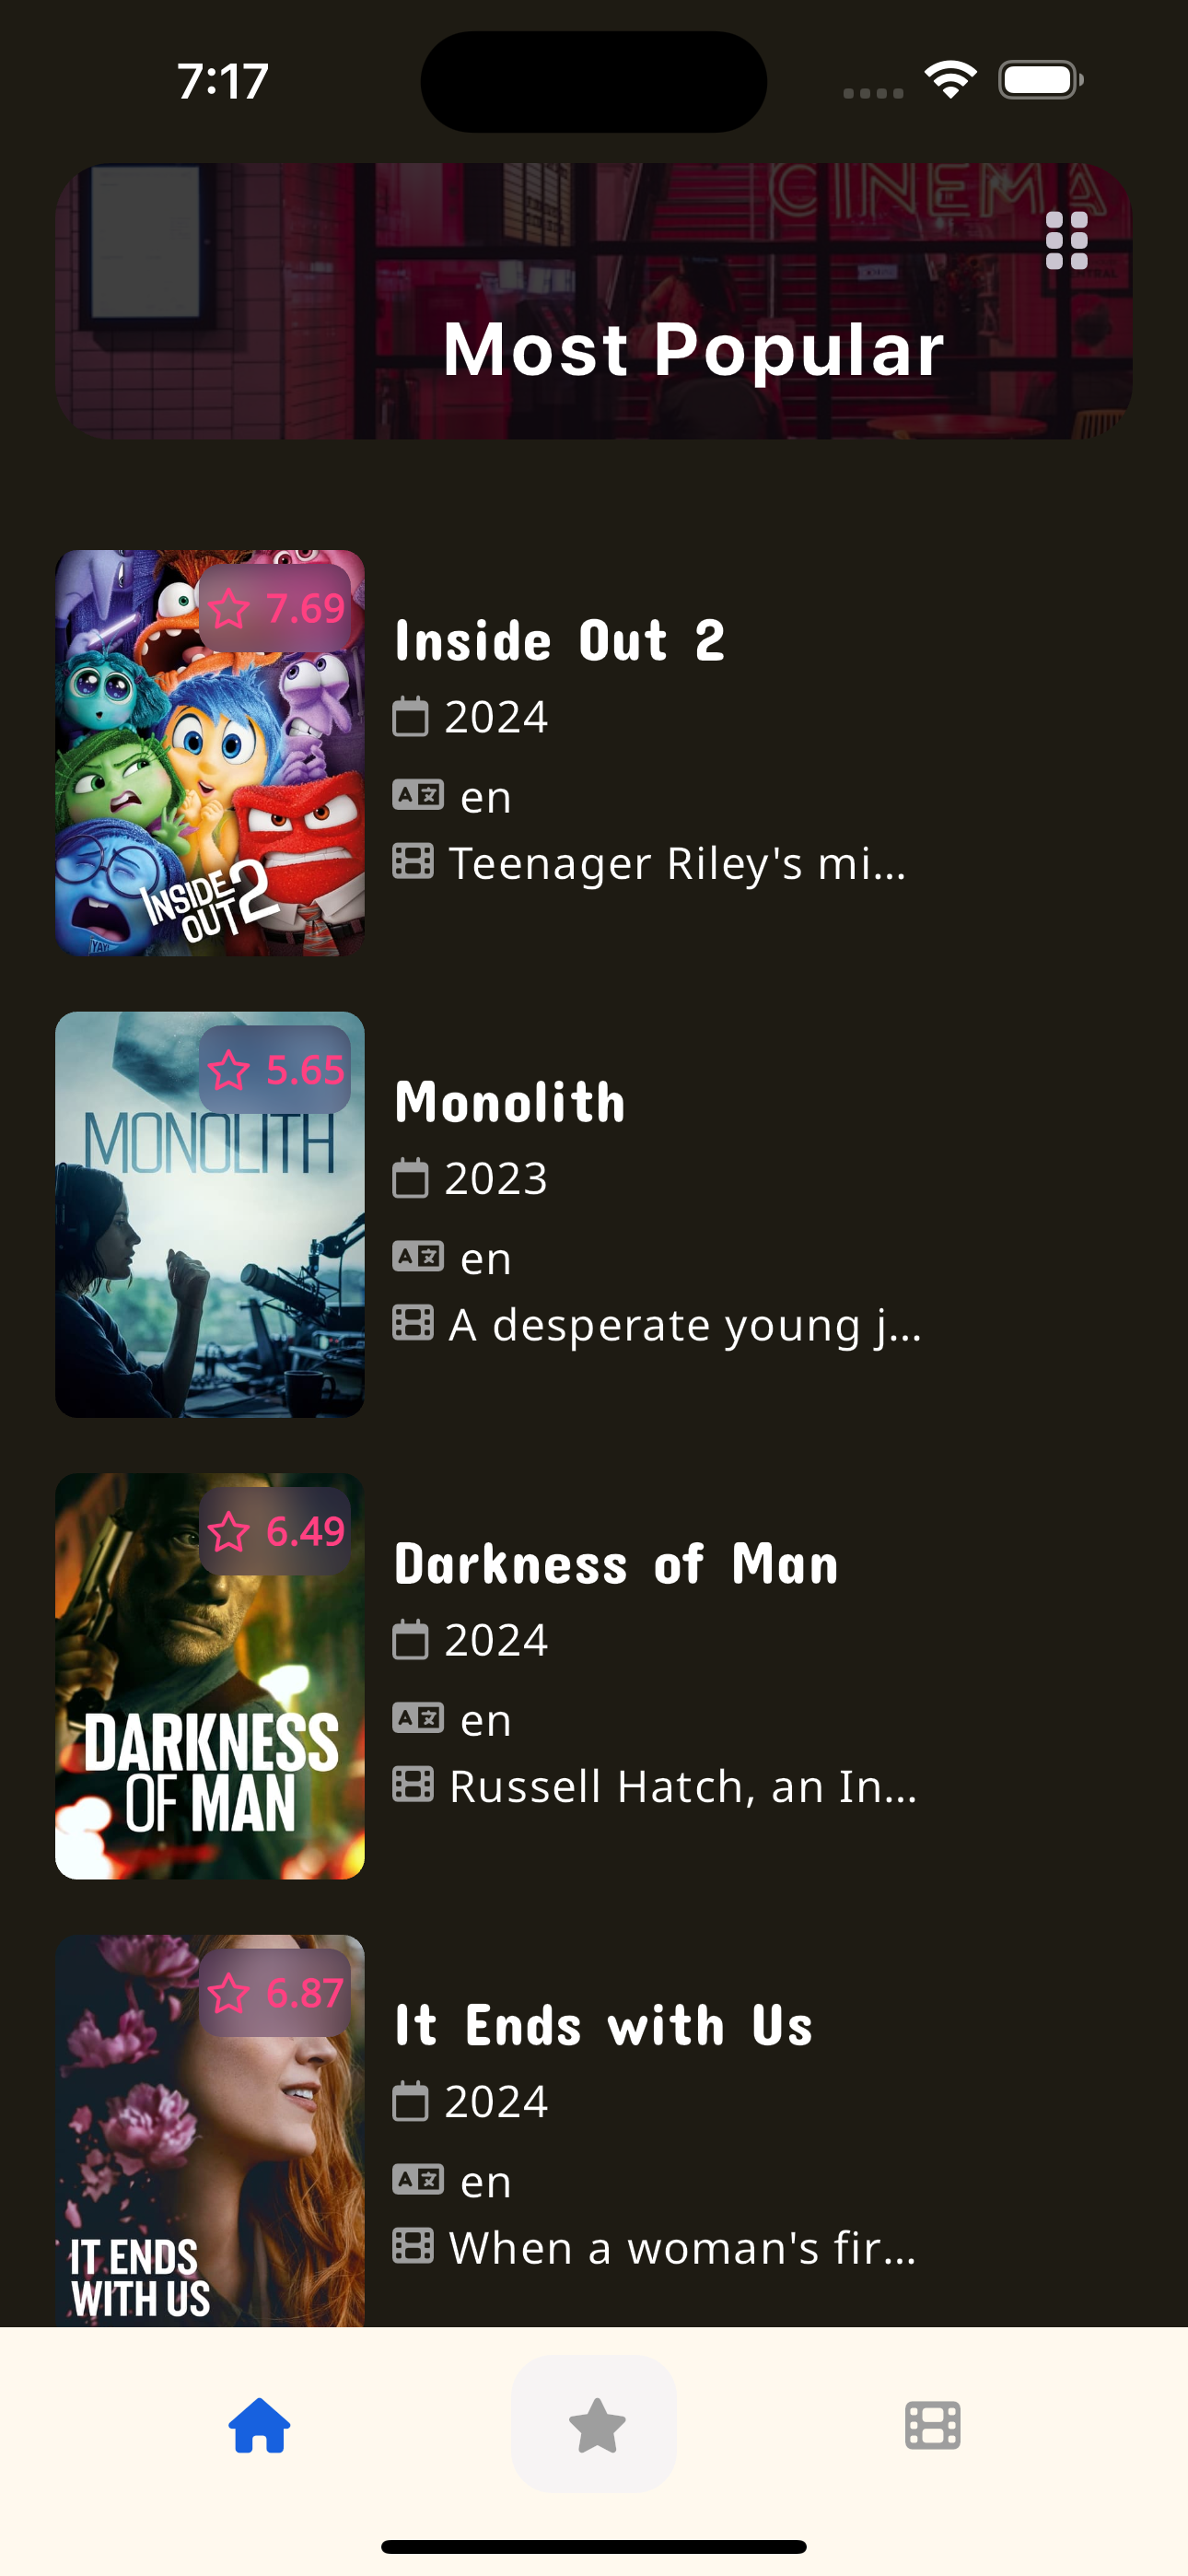 7:17
CINEMA
Most Popular
7.69
Inside Out 2
2024
en
Teenager Riley's mi...
YAY!
INSIDE
OUT 2
5.65
Monolith
MONOLITH
2023
en
A desperate young j...
6.49
Darkness of Man
2024
en
Russell Hatch, an In...
DARKNESS
OF MAN
6.87
It Ends with Us
2024
en
When a woman's fir...
IT ENDS
WITH US